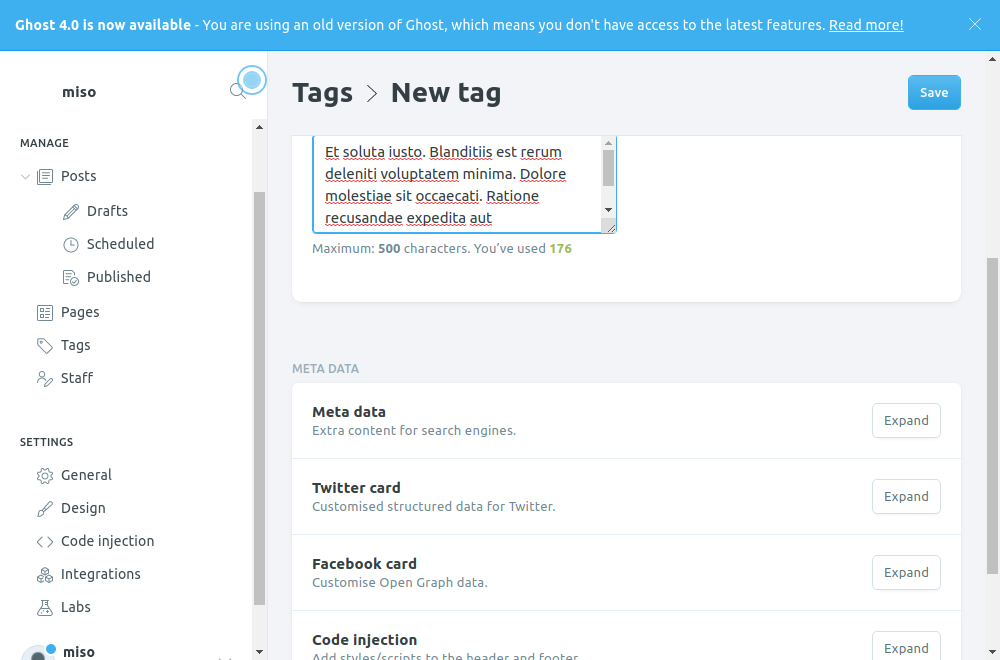 Ghost 4.0 is now available - You are using an old version of Ghost, which means you don't have access to the latest features. Read more!
miso
MANAGE
Posts
Drafts
Scheduled
Published
Pages
Tags
Staff
SETTINGS
General
Design
Code injection
Integrations
Labs
miso
Tags > New tag
Save
Et soluta iusto. Blanditiis est rerum
deleniti voluptatem minima. Dolore
molestiae sit occaecati. Ratione
recusandae expedita aut
Maximum: 500 characters. You've used 176
META DATA
Meta data
Extra content for search engines.
Expand
Twitter card
Customised structured data for Twitter.
Expand
Facebook card
Customise Open Graph data.
Expand
Code injection
Add styles/scripts to the header and footer
Expand